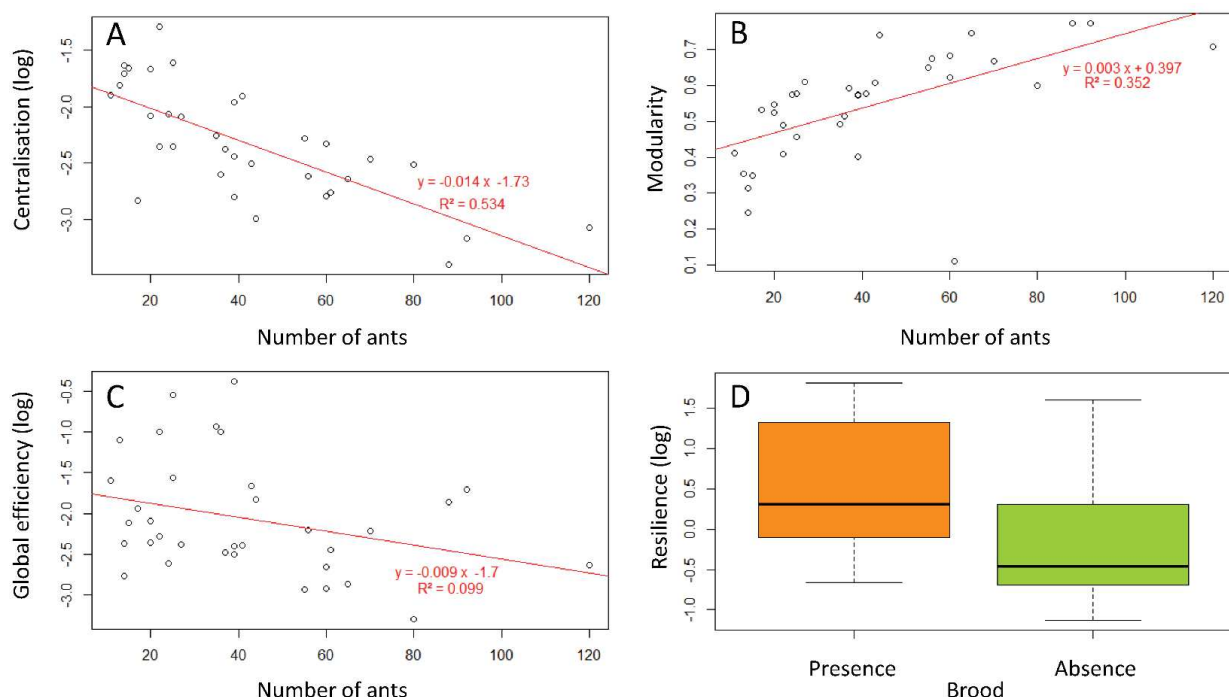 A
Centralisation (log)
-1.5
-2.0
-2.5
-3.0
y = -0.014 x -1.73
R² = 0.534
20 40 60 80 100 120
Number of ants
B
Modularity
0.7
0.6
0.5
0.4
0.3
0.2
0.1
y = 0.003 x + 0.397
R² = 0.352
20 40 60 80 100 120
Number of ants
C
Global efficiency (log)
-0.5
-1.0
-1.5
-2.0
-2.5
-3.0
y = -0.009 x -1.7
R² = 0.099
20 40 60 80 100 120
Number of ants
D
Resilience (log)
1.5
0.5
0.0
-0.5
-1.0
Presence Absence
Brood